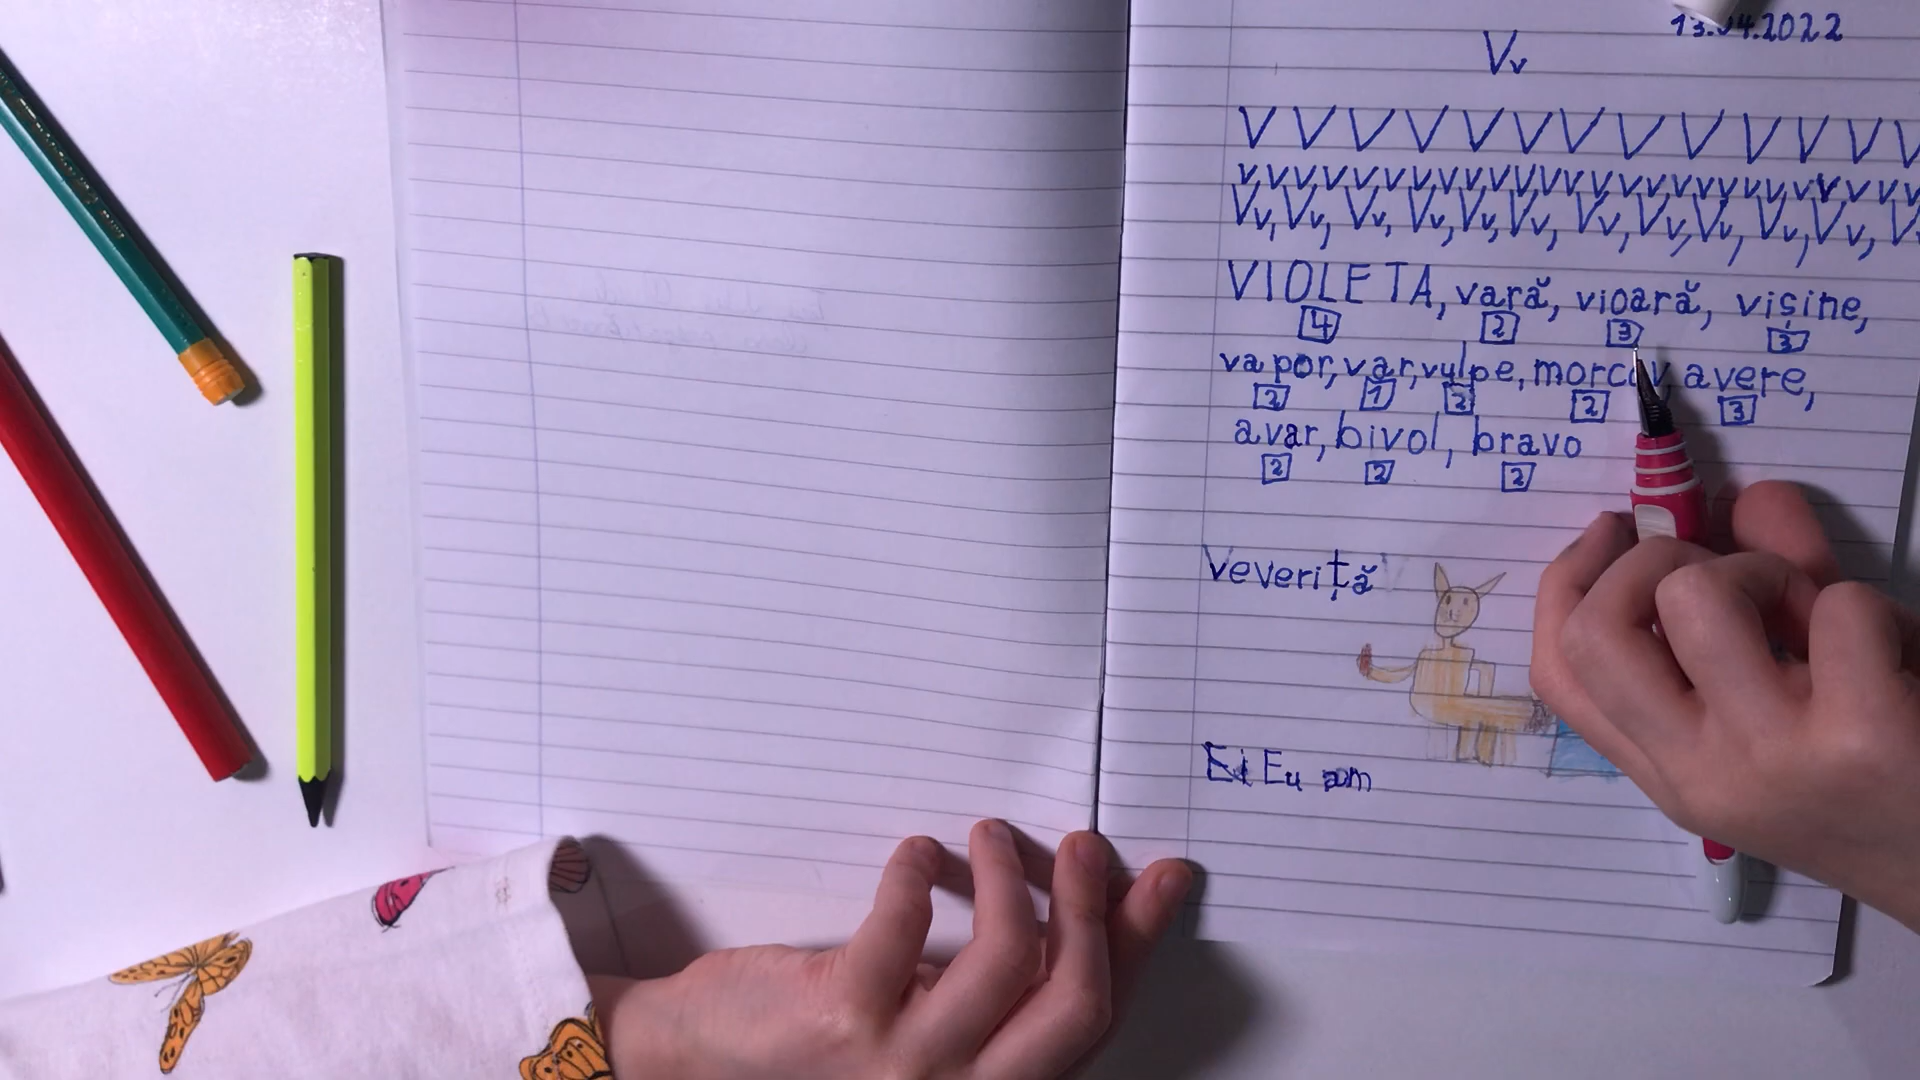 13.04.2022
Vv
V V V V V V V V V V V V V
v v v v v v v v v v v v v v v v v v v v v v v v v v
Vv, Vv, Vv, Vv, Vv, Vv, Vv, Vv, Vv, Vv, Vv, V
VIOLETA, vară, vioară, vișine,
4 2 3 3
vapor, var, vulpe, morcov, avere,
2 1 2 2 3
avar, bivol, bravo
2 2 2
Veveriță
Ei Eu am